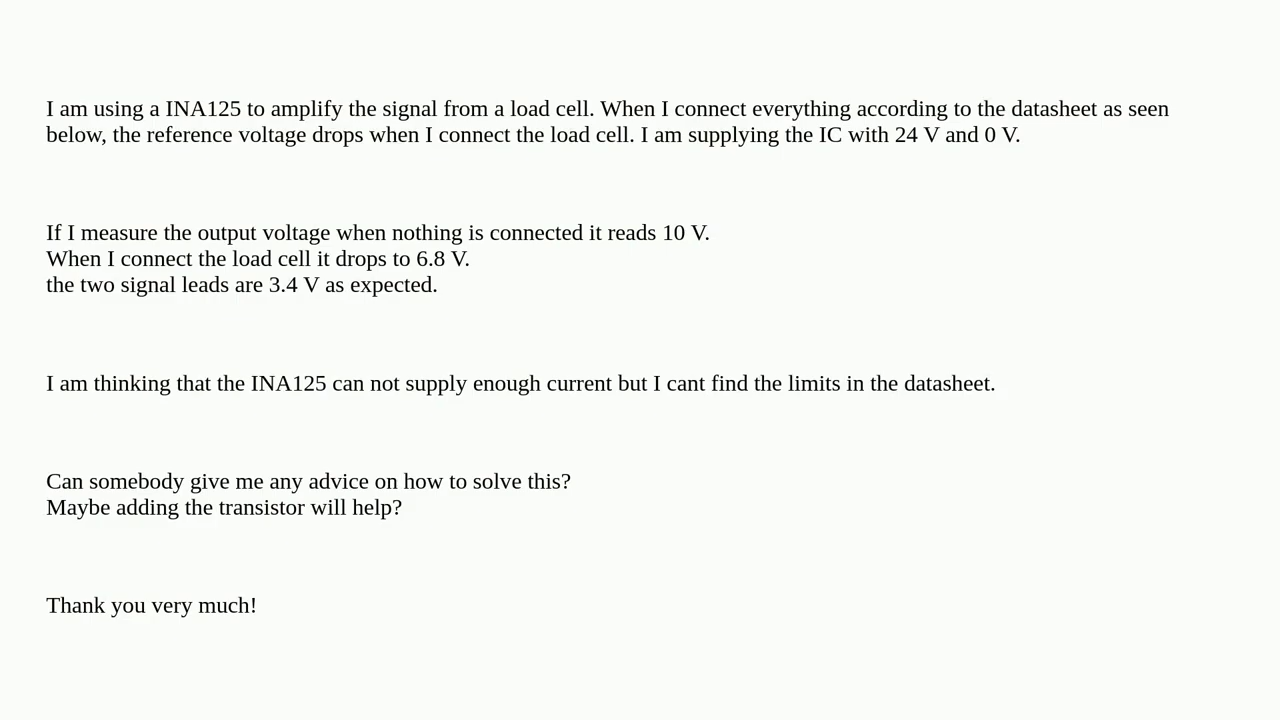 I am using a INA125 to amplify the signal from a load cell. When I connect everything according to the datasheet as seen
below, the reference voltage drops when I connect the load cell. I am supplying the IC with 24 V and 0 V.
If I measure the output voltage when nothing is connected it reads 10 V.
When I connect the load cell it drops to 6.8 V.
the two signal leads are 3.4 V as expected.
I am thinking that the INA125 can not supply enough current but I cant find the limits in the datasheet.
Can somebody give me any advice on how to solve this?
Maybe adding the transistor will help?
Thank you very much!